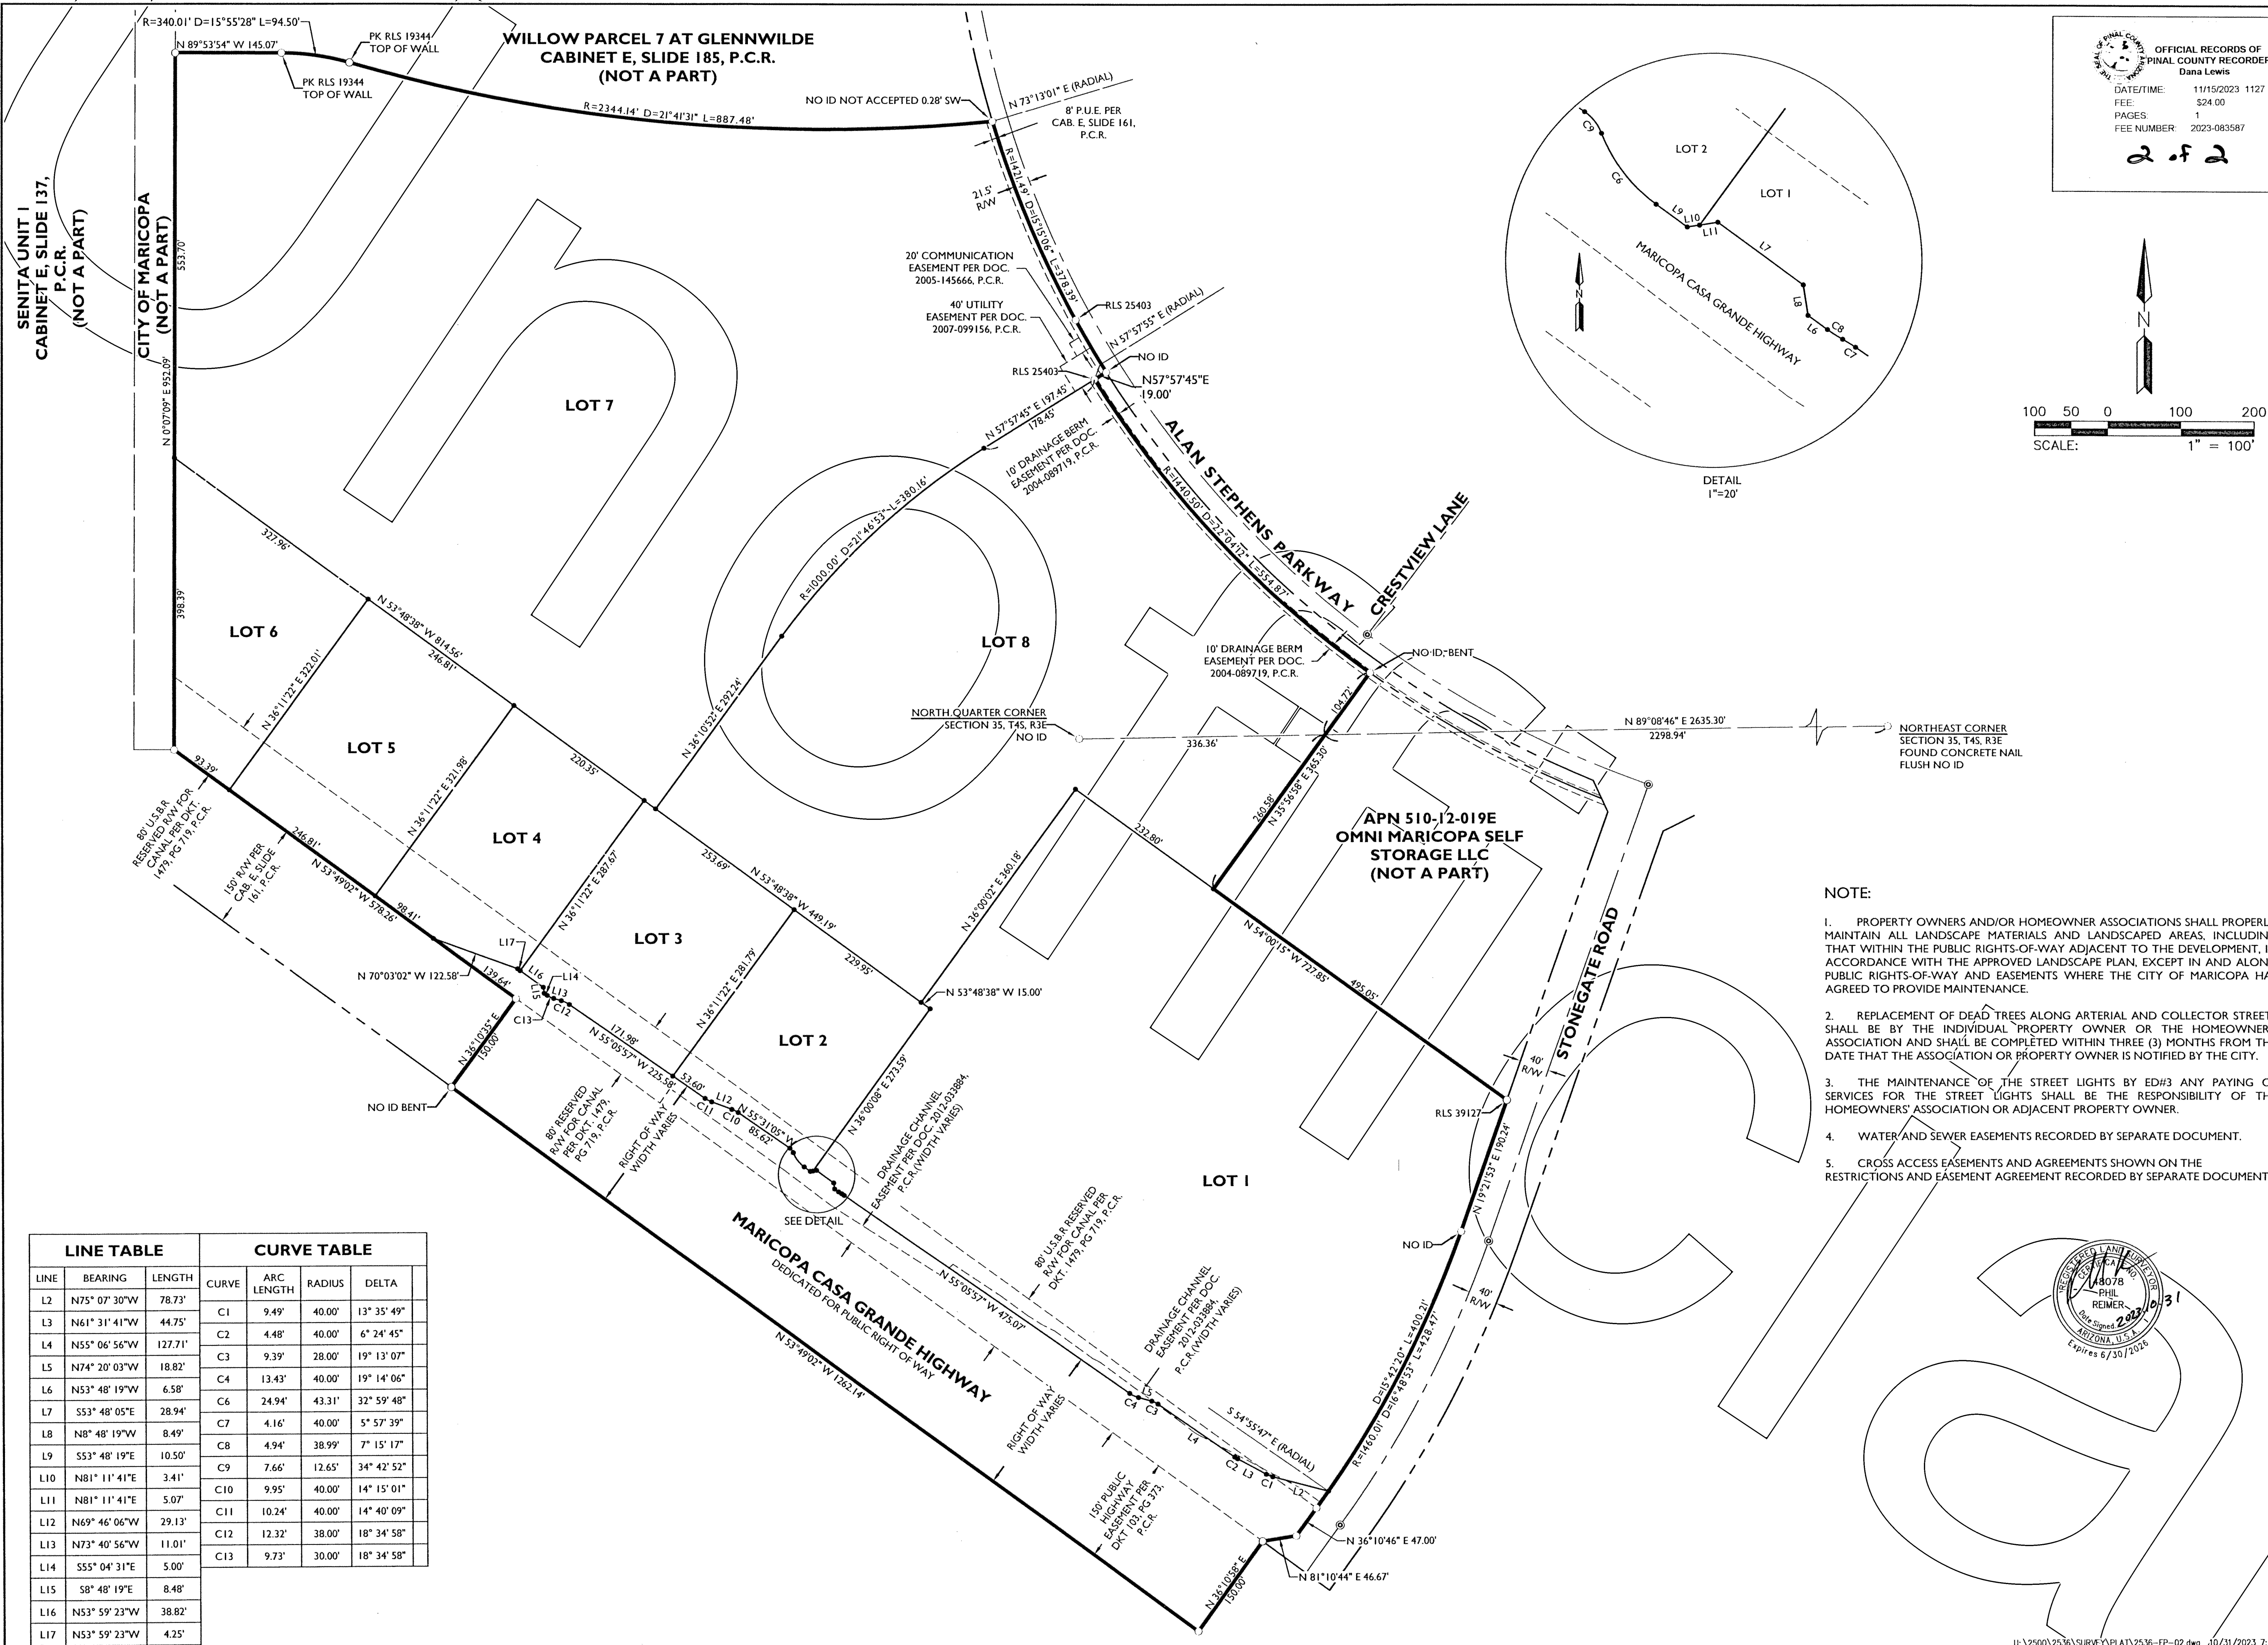 R=340.01' D=15°55'28" L=94.50'
N 89°53'54" W 145.07'
PK RLS 19344
TOP OF WALL
PK RLS 19344
TOP OF WALL
WILLOW PARCEL 7 AT GLENNWILDE
CABINET E, SLIDE 185, P.C.R.
(NOT A PART)
R=2344.14' D=21°41'31" L=887.48'
NO ID NOT ACCEPTED 0.28' SW
N 73°13'01" E (RADIAL)
8' P.U.E. PER
CAB. E, SLIDE 161,
P.C.R.
21.5'
R/W
R=1421.49' D=15°15'06" L=378.39'
SENITA UNIT 1
CABINET E, SLIDE 137,
P.C.R.
(NOT A PART)
CITY OF MARICOPA
(NOT A PART)
553.70'
N 0°07'09" E 952.09'
398.39'
20' COMMUNICATION
EASEMENT PER DOC.
2005-145666, P.C.R.
40' UTILITY
EASEMENT PER DOC.
2007-099156, P.C.R.
RLS 25403
N 57°57'55" E (RADIAL)
NO ID
RLS 25403
N57°57'45"E
19.00'
N 57°57'45" E 197.45'
178.45'
10' DRAINAGE BERM
EASEMENT PER DOC.
2004-089719, P.C.R.
LOT 7
R=1000.00' D=21°46'53" L=380.16'
R=1440.50' D=22°04'12" L=554.87'
ALAN STEPHENS PARKWAY
CRESTVIEW LANE
LOT 2
LOT 1
C9
C6
L9
L10
L11
L7
L8
L6
C8
C7
MARICOPA CASA GRANDE HIGHWAY
N
DETAIL
1"=20'
THE SEAL OF PINAL COUNTY ARIZONA
OFFICIAL RECORDS OF
PINAL COUNTY RECORDER
Dana Lewis
DATE/TIME: 11/15/2023 1127
FEE: $24.00
PAGES: 1
FEE NUMBER: 2023-083587
2 of 2
N
100 50 0 100 200
SCALE: 1" = 100'
327.96'
N 53°48'38" W 814.56'
246.81'
220.35'
LOT 6
N 36°11'22" E 322.01'
LOT 5
N 36°11'22" E 321.98'
LOT 4
N 36°11'22" E 287.67'
N 36°10'52" E 292.24'
LOT 8
10' DRAINAGE BERM
EASEMENT PER DOC.
2004-089719, P.C.R.
NO ID, BENT
104.72'
NORTH QUARTER CORNER
SECTION 35, T4S, R3E
NO ID
336.36'
N 89°08'46" E 2635.30'
2298.94'
NORTHEAST CORNER
SECTION 35, T4S, R3E
FOUND CONCRETE NAIL
FLUSH NO ID
260.58'
N 35°56'58" E 365.30'
APN 510-12-019E
OMNI MARICOPA SELF
STORAGE LLC
(NOT A PART)
232.80'
N 54°00'15" W 727.85'
495.05'
STONEGATE ROAD
40'
R/W
RLS 39127
N 19°21'53" E 190.24'
NO ID
40'
R/W
93.39'
80' U.S.B.R
RESERVED R/W FOR
CANAL PER DKT.
1479, PG 719, P.C.R.
246.81'
150' R/W PER
CAB. E, SLIDE
161, P.C.R.
N 53°49'02" W 578.26'
98.41'
N 70°03'02" W 122.58'
139.64'
L17
L16
L14
L15
L13
C13
C12
N 36°10'35" E
150.00'
NO ID BENT
253.69'
N 53°48'38" W 449.19'
229.95'
LOT 3
N 36°11'22" E 281.79'
N 36°00'02" E 360.18'
N 53°48'38" W 15.00'
LOT 2
171.98'
N 55°05'57" W 225.58'
53.60'
C11
L12
C10
N 55°31'05" W
85.62'
N 36°00'08" E 273.59'
80' RESERVED
R/W FOR CANAL
PER DKT. 1479,
PG 719, P.C.R.
RIGHT OF WAY
WIDTH VARIES
DRAINAGE CHANNEL
EASEMENT PER DOC. 2012-033884,
P.C.R.(WIDTH VARIES)
SEE DETAIL
LOT 1
80' U.S.B.R RESERVED
R/W FOR CANAL PER
DKT. 1479, PG 719, P.C.R.
MARICOPA CASA GRANDE HIGHWAY
DEDICATED FOR PUBLIC RIGHT OF WAY
N 55°05'57" W 475.07'
N 53°49'02" W 1262.14'
DRAINAGE CHANNEL
EASEMENT PER DOC.
2012-033884,
P.C.R.(WIDTH VARIES)
L5
C4
C3
L4
C2
L3
C1
L2
S 54°55'47" E (RADIAL)
D=15°42'20" L=400.21'
R=1460.01' D=16°48'53" L=428.47'
RIGHT OF WAY
WIDTH VARIES
150' PUBLIC
HIGHWAY
EASEMENT PER
DKT 103, PG 373,
P.C.R.
N 36°10'46" E 47.00'
N 81°10'44" E 46.67'
N 36°10'58" E
150.00'
NOTE:
1. PROPERTY OWNERS AND/OR HOMEOWNER ASSOCIATIONS SHALL PROPERL
MAINTAIN ALL LANDSCAPE MATERIALS AND LANDSCAPED AREAS, INCLUDIN
THAT WITHIN THE PUBLIC RIGHTS-OF-WAY ADJACENT TO THE DEVELOPMENT, I
ACCORDANCE WITH THE APPROVED LANDSCAPE PLAN, EXCEPT IN AND ALON
PUBLIC RIGHTS-OF-WAY AND EASEMENTS WHERE THE CITY OF MARICOPA HA
AGREED TO PROVIDE MAINTENANCE.
2. REPLACEMENT OF DEAD TREES ALONG ARTERIAL AND COLLECTOR STREET
SHALL BE BY THE INDIVIDUAL PROPERTY OWNER OR THE HOMEOWNER
ASSOCIATION AND SHALL BE COMPLETED WITHIN THREE (3) MONTHS FROM TH
DATE THAT THE ASSOCIATION OR PROPERTY OWNER IS NOTIFIED BY THE CITY.
3. THE MAINTENANCE OF THE STREET LIGHTS BY ED#3 ANY PAYING O
SERVICES FOR THE STREET LIGHTS SHALL BE THE RESPONSIBILITY OF TH
HOMEOWNERS' ASSOCIATION OR ADJACENT PROPERTY OWNER.
4. WATER AND SEWER EASEMENTS RECORDED BY SEPARATE DOCUMENT.
5. CROSS ACCESS EASEMENTS AND AGREEMENTS SHOWN ON THE
RESTRICTIONS AND EASEMENT AGREEMENT RECORDED BY SEPARATE DOCUMENT
REGISTERED LAND SURVEYOR
CERTIFICATE NO.
48078
PHIL
REIMER
Date Signed 2023-10-31
ARIZONA, U.S.A.
Expires 6/30/2026
LINE TABLE
LINE BEARING LENGTH
L2 N75° 07' 30"W 78.73'
L3 N61° 31' 41"W 44.75'
L4 N55° 06' 56"W 127.71'
L5 N74° 20' 03"W 18.82'
L6 N53° 48' 19"W 6.58'
L7 S53° 48' 05"E 28.94'
L8 N8° 48' 19"W 8.49'
L9 S53° 48' 19"E 10.50'
L10 N81° 11' 41"E 3.41'
L11 N81° 11' 41"E 5.07'
L12 N69° 46' 06"W 29.13'
L13 N73° 40' 56"W 11.01'
L14 S55° 04' 31"E 5.00'
L15 S8° 48' 19"E 8.48'
L16 N53° 59' 23"W 38.82'
L17 N53° 59' 23"W 4.25'
CURVE TABLE
CURVE ARC LENGTH RADIUS DELTA
C1 9.49' 40.00' 13° 35' 49"
C2 4.48' 40.00' 6° 24' 45"
C3 9.39' 28.00' 19° 13' 07"
C4 13.43' 40.00' 19° 14' 06"
C6 24.94' 43.31' 32° 59' 48"
C7 4.16' 40.00' 5° 57' 39"
C8 4.94' 38.99' 7° 15' 17"
C9 7.66' 12.65' 34° 42' 52"
C10 9.95' 40.00' 14° 15' 01"
C11 10.24' 40.00' 14° 40' 09"
C12 12.32' 38.00' 18° 34' 58"
C13 9.73' 30.00' 18° 34' 58"